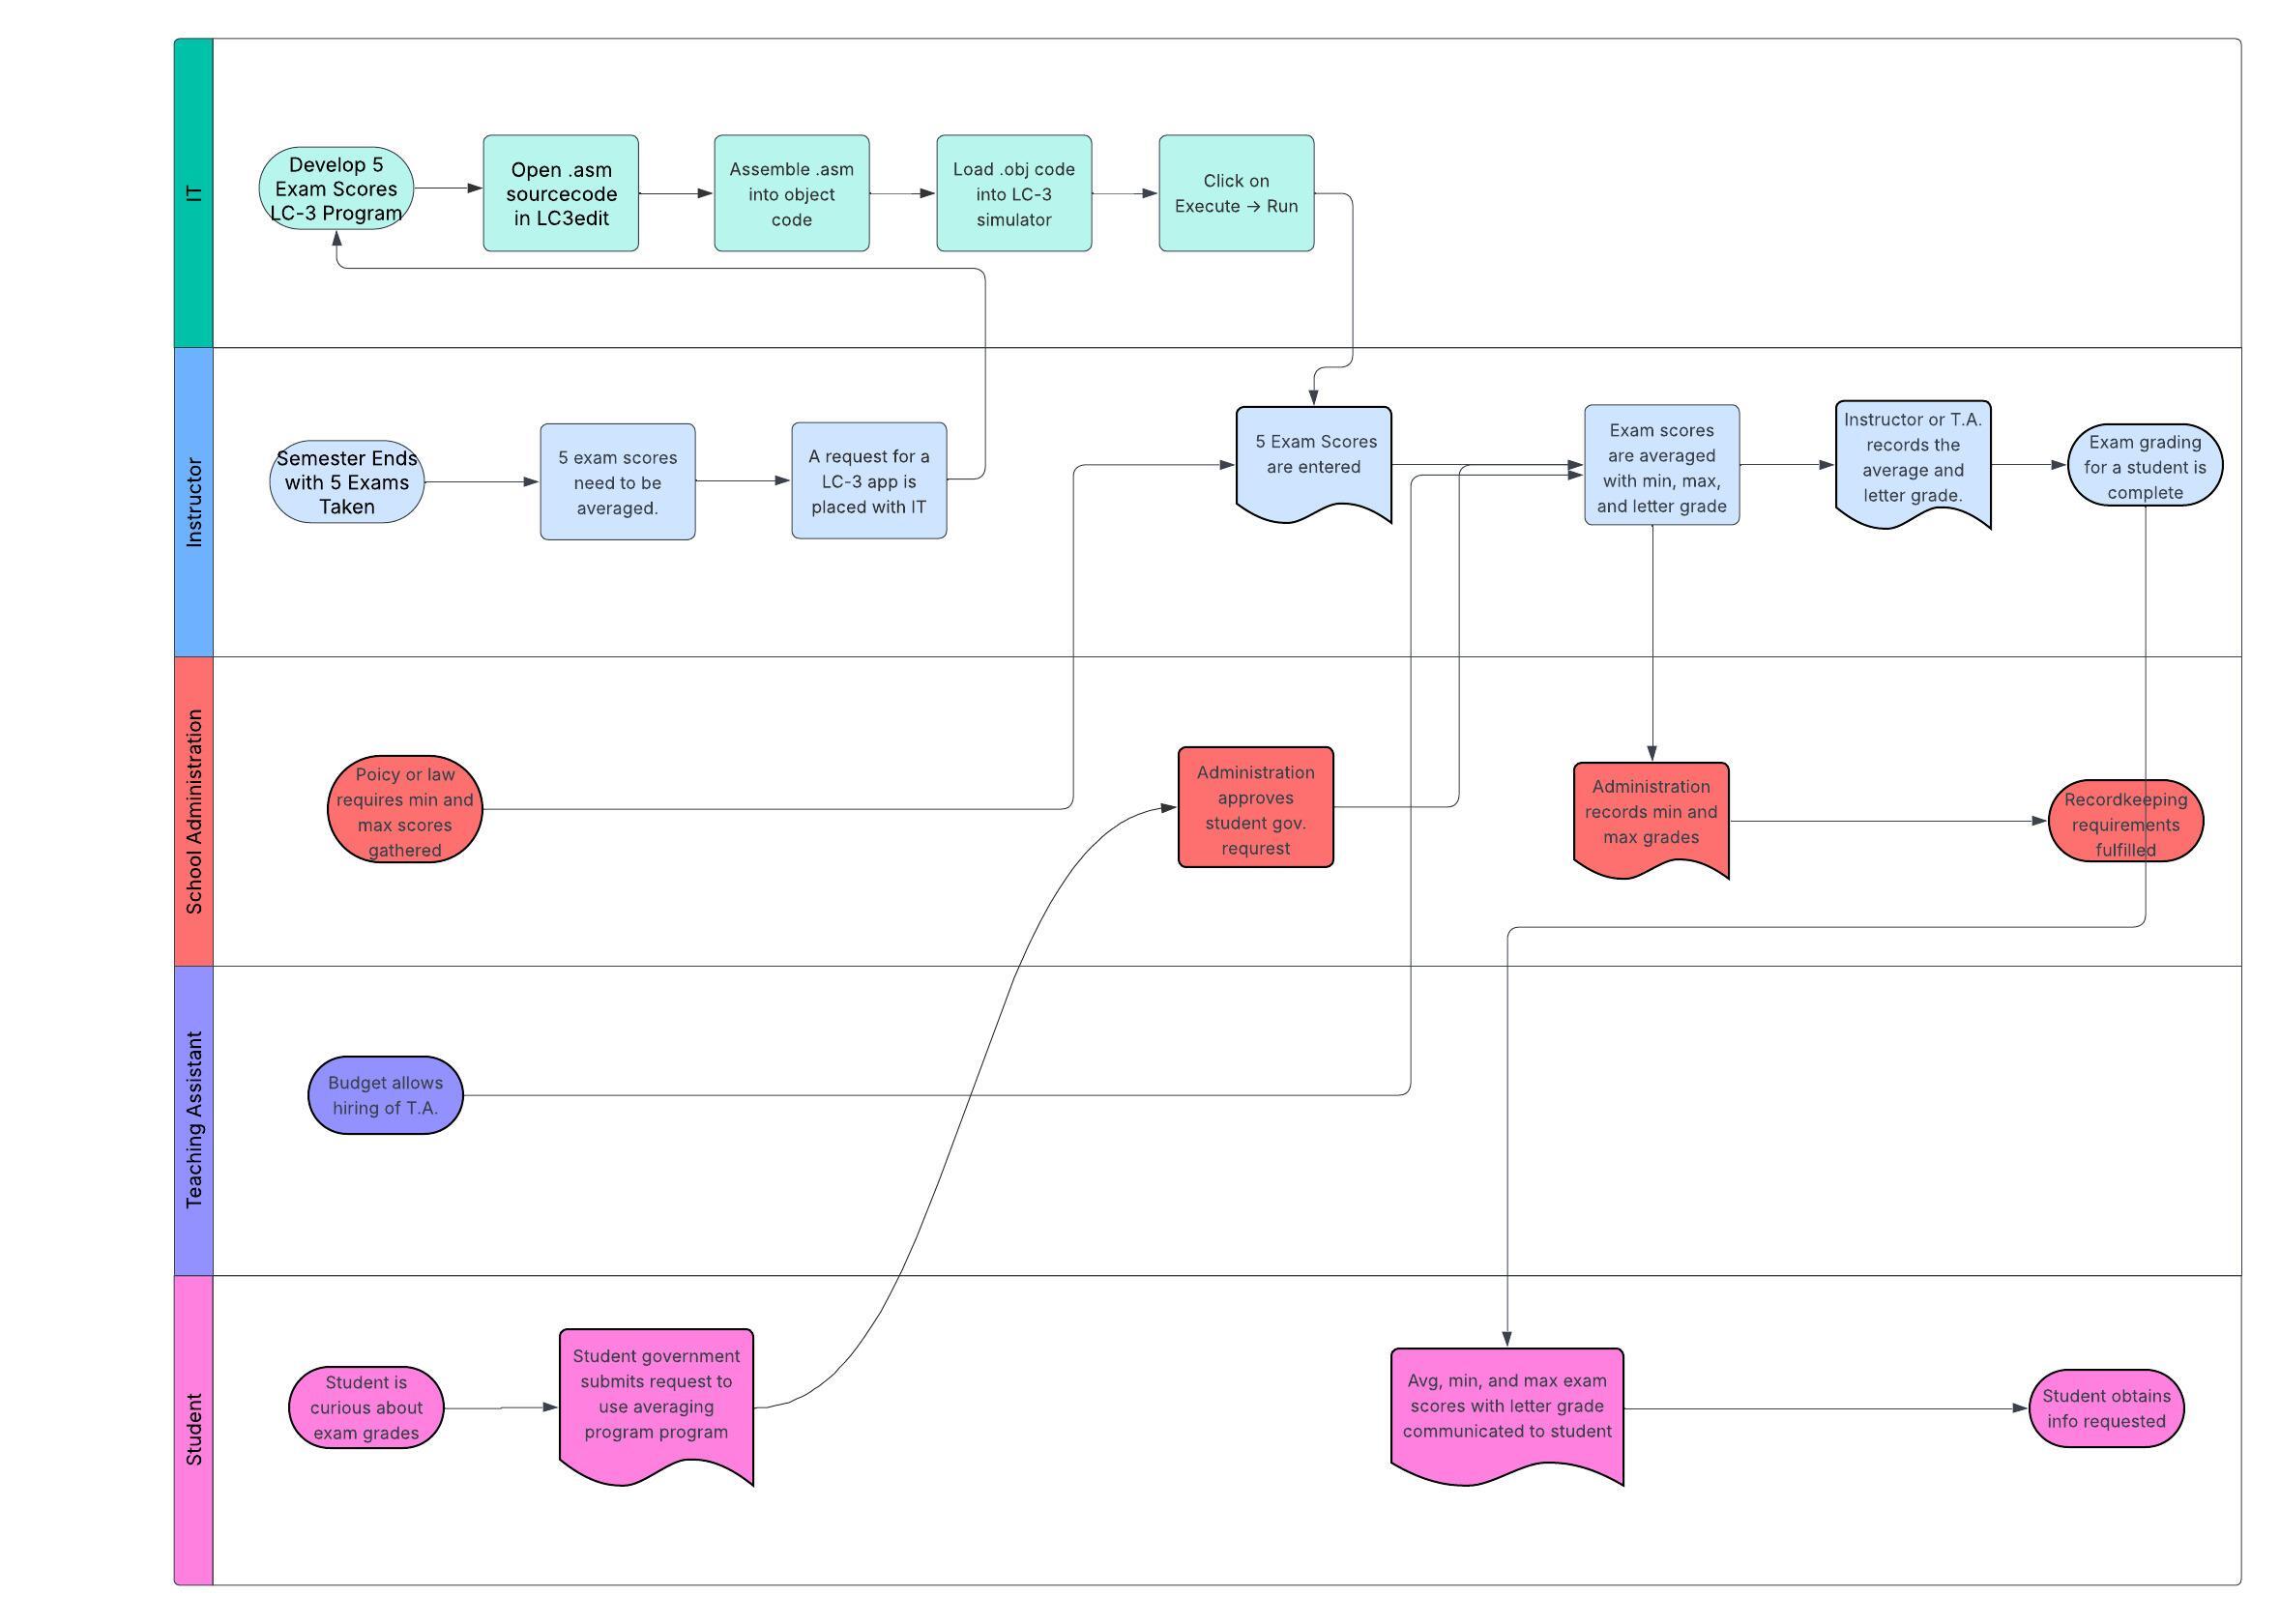 IT
Develop 5
Exam Scores
LC-3 Program
Open .asm
sourcecode
in LC3edit
Assemble .asm
into object
code
Load .obj code
into LC-3
simulator
Click on
Execute → Run
Instructor
Semester Ends
with 5 Exams
Taken
5 exam scores
need to be
averaged.
A request for a
LC-3 app is
placed with IT
5 Exam Scores
are entered
Exam scores
are averaged
with min, max,
and letter grade
Instructor or T.A.
records the
average and
letter grade.
Exam grading
for a student is
complete
School Administration
Poicy or law
requires min and
max scores
gathered
Administration
approves
student gov.
requrest
Administration
records min and
max grades
Recordkeeping
requirements
fulfilled
Teaching Assistant
Budget allows
hiring of T.A.
Student
Student is
curious about
exam grades
Student government
submits request to
use averaging
program program
Avg, min, and max exam
scores with letter grade
communicated to student
Student obtains
info requested